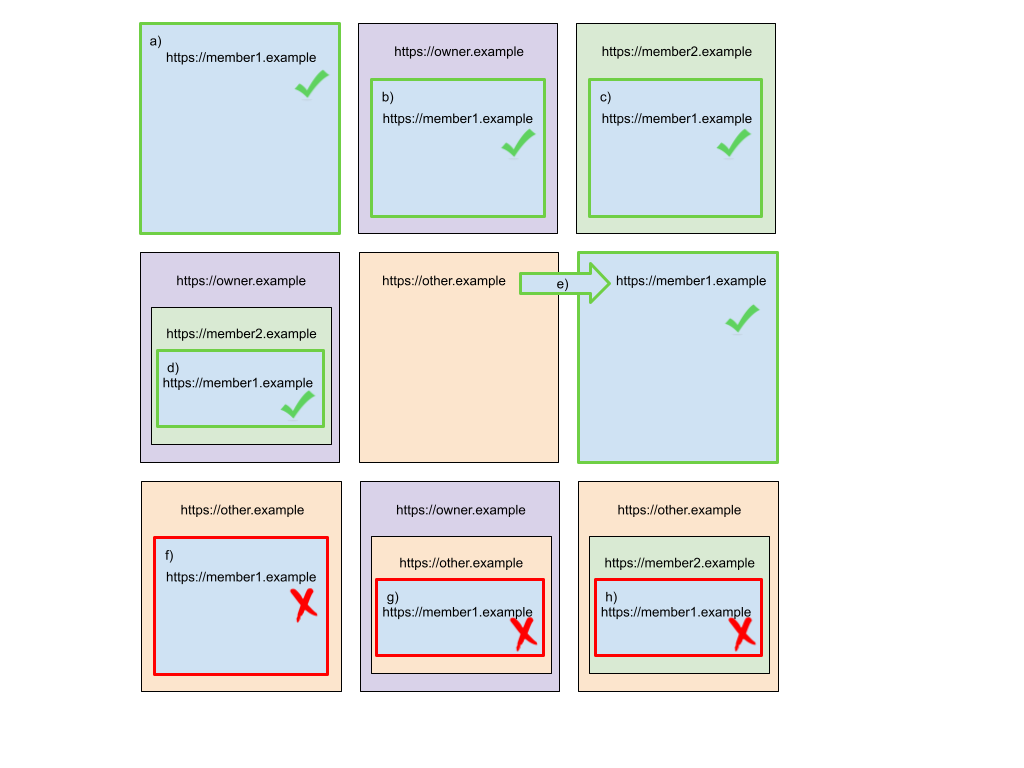 a)
https://member1.example
https://owner.example
b)
https://member1.example
https://member2.example
c)
https://member1.example
https://owner.example
https://member2.example
d)
https://member1.example
https://other.example
e)
https://member1.example
https://other.example
f)
https://member1.example
https://owner.example
https://other.example
g)
https://member1.example
https://other.example
https://member2.example
h)
https://member1.example